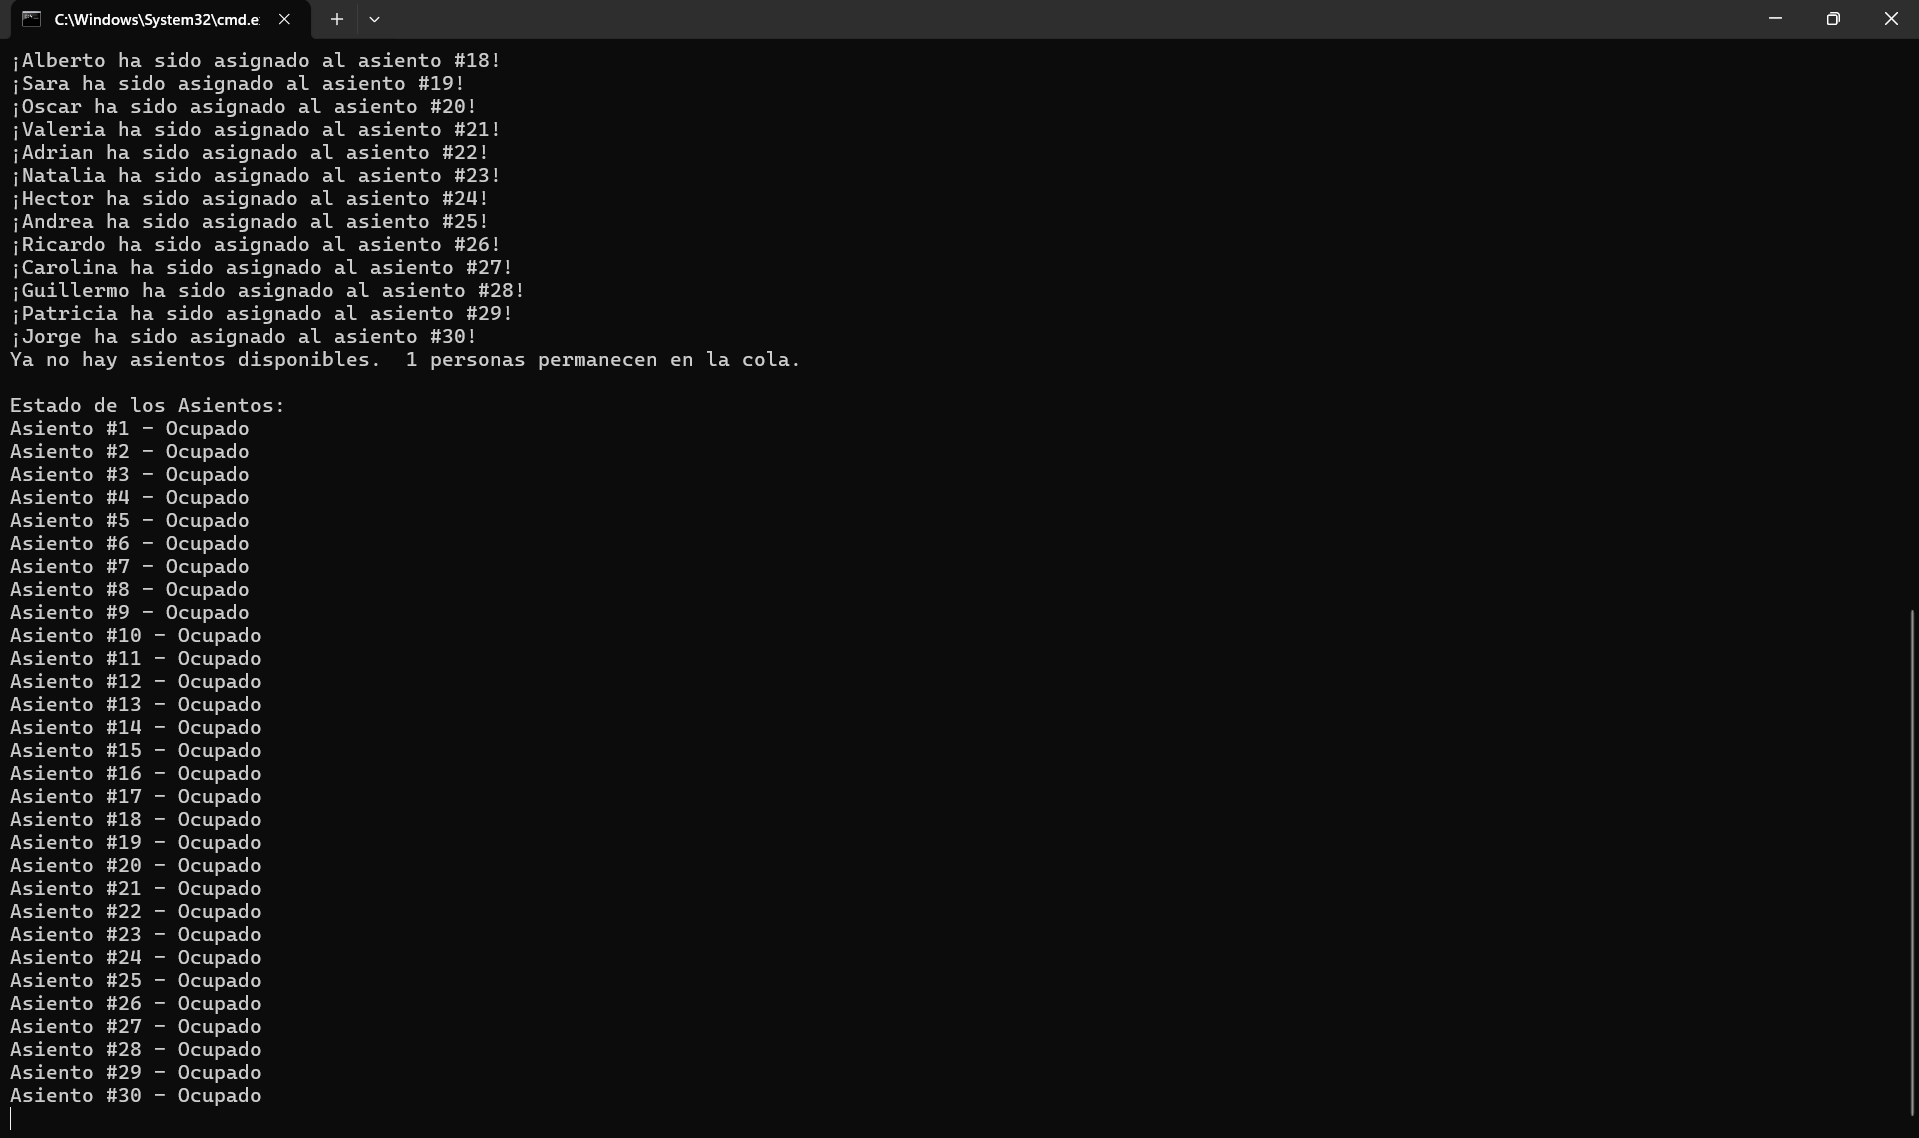 C:\Windows\System32\cmd.e
¡Alberto ha sido asignado al asiento #18!
¡Sara ha sido asignado al asiento #19!
¡Oscar ha sido asignado al asiento #20!
¡Valeria ha sido asignado al asiento #21!
¡Adrian ha sido asignado al asiento #22!
¡Natalia ha sido asignado al asiento #23!
¡Hector ha sido asignado al asiento #24!
¡Andrea ha sido asignado al asiento #25!
¡Ricardo ha sido asignado al asiento #26!
¡Carolina ha sido asignado al asiento #27!
¡Guillermo ha sido asignado al asiento #28!
¡Patricia ha sido asignado al asiento #29!
¡Jorge ha sido asignado al asiento #30!
Ya no hay asientos disponibles.  1 personas permanecen en la cola.
Estado de los Asientos:
Asiento #1 - Ocupado
Asiento #2 - Ocupado
Asiento #3 - Ocupado
Asiento #4 - Ocupado
Asiento #5 - Ocupado
Asiento #6 - Ocupado
Asiento #7 - Ocupado
Asiento #8 - Ocupado
Asiento #9 - Ocupado
Asiento #10 - Ocupado
Asiento #11 - Ocupado
Asiento #12 - Ocupado
Asiento #13 - Ocupado
Asiento #14 - Ocupado
Asiento #15 - Ocupado
Asiento #16 - Ocupado
Asiento #17 - Ocupado
Asiento #18 - Ocupado
Asiento #19 - Ocupado
Asiento #20 - Ocupado
Asiento #21 - Ocupado
Asiento #22 - Ocupado
Asiento #23 - Ocupado
Asiento #24 - Ocupado
Asiento #25 - Ocupado
Asiento #26 - Ocupado
Asiento #27 - Ocupado
Asiento #28 - Ocupado
Asiento #29 - Ocupado
Asiento #30 - Ocupado